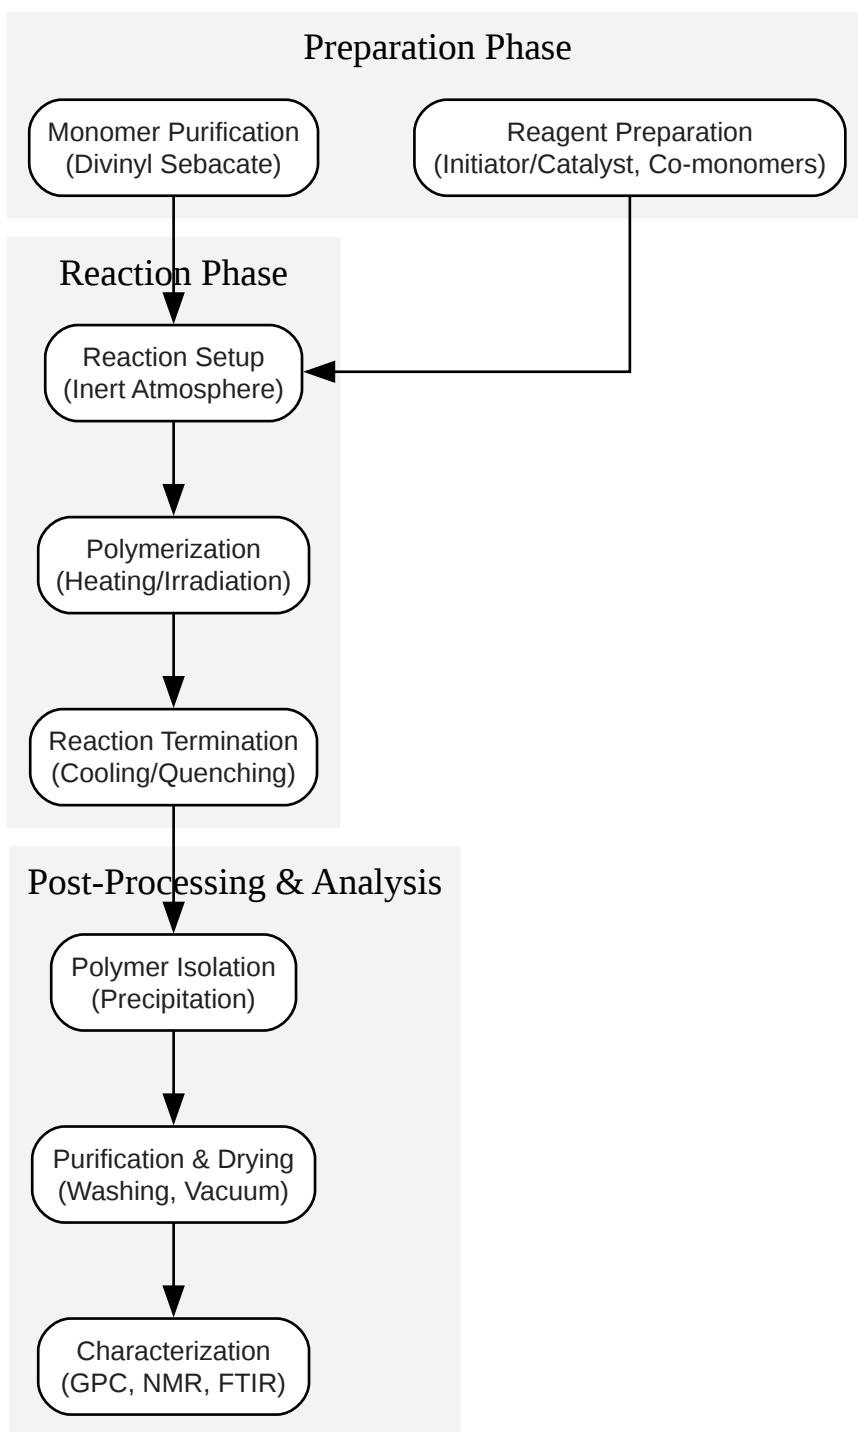 Preparation Phase
Monomer Purification
(Divinyl Sebacate)
Reagent Preparation
(Initiator/Catalyst, Co-monomers)
Reaction Phase
Reaction Setup
(Inert Atmosphere)
Polymerization
(Heating/Irradiation)
Reaction Termination
(Cooling/Quenching)
Post-Processing & Analysis
Polymer Isolation
(Precipitation)
Purification & Drying
(Washing, Vacuum)
Characterization
(GPC, NMR, FTIR)